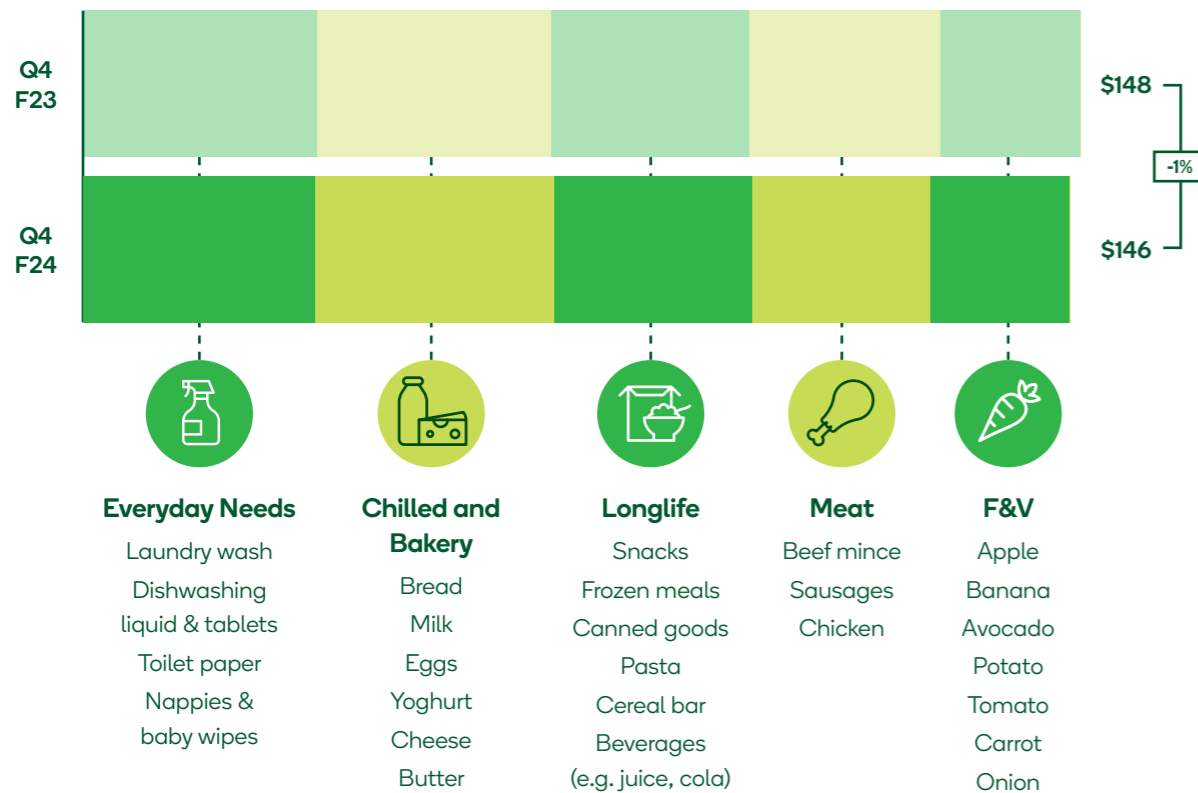 Q4
F23
$148
-1%
Q4
F24
$146
Everyday Needs
Laundry wash
Dishwashing
liquid & tablets
Toilet paper
Nappies &
baby wipes
Chilled and
Bakery
Bread
Milk
Eggs
Yoghurt
Cheese
Butter
Longlife
Snacks
Frozen meals
Canned goods
Pasta
Cereal bar
Beverages
(e.g. juice, cola)
Meat
Beef mince
Sausages
Chicken
F&V
Apple
Banana
Avocado
Potato
Tomato
Carrot
Onion